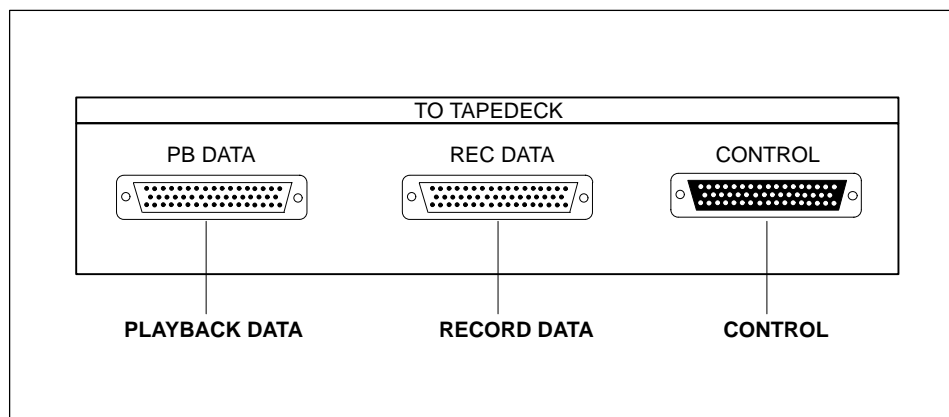 TO TAPEDECK
PB DATA REC DATA CONTROL
PLAYBACK DATA RECORD DATA CONTROL